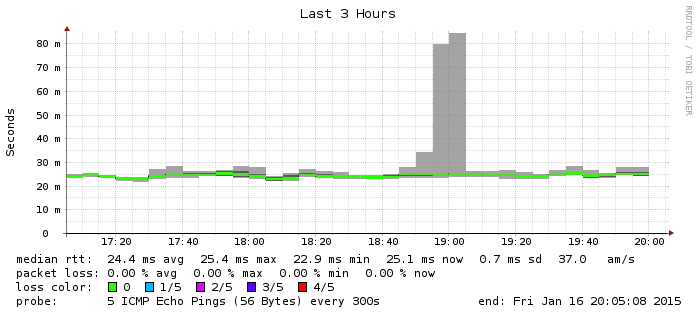 Last 3 Hours
RRDTOOL / TOBI OETIKER
Seconds
80 m
70 m
60 m
50 m
40 m
30 m
20 m
10 m
0
17:20 17:40 18:00 18:20 18:40 19:00 19:20 19:40 20:00
median rtt: 24.4 ms avg 25.4 ms max 22.9 ms min 25.1 ms now 0.7 ms sd 37.0 am/s
packet loss: 0.00 % avg 0.00 % max 0.00 % min 0.00 % now
loss color: 0 1/5 2/5 3/5 4/5
probe: 5 ICMP Echo Pings (56 Bytes) every 300s end: Fri Jan 16 20:05:08 2015